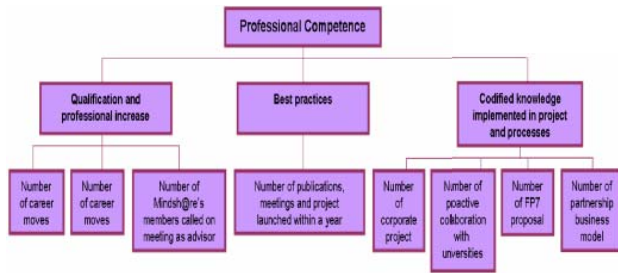 Professional Competence
Qualification and
professional increase
Best practices
Codified knowledge
implemented in project
and processes
Number
of career
moves
Number
of career
moves
Number of
Mindsh@re's
members called on
meeting as advisor
Number of publications,
meetings and project
launched within a year
Number
of
corporate
project
Number of
poactive
colaboration
with
unversities
Number
of FP7
proposal
Number of
partnership
business
model